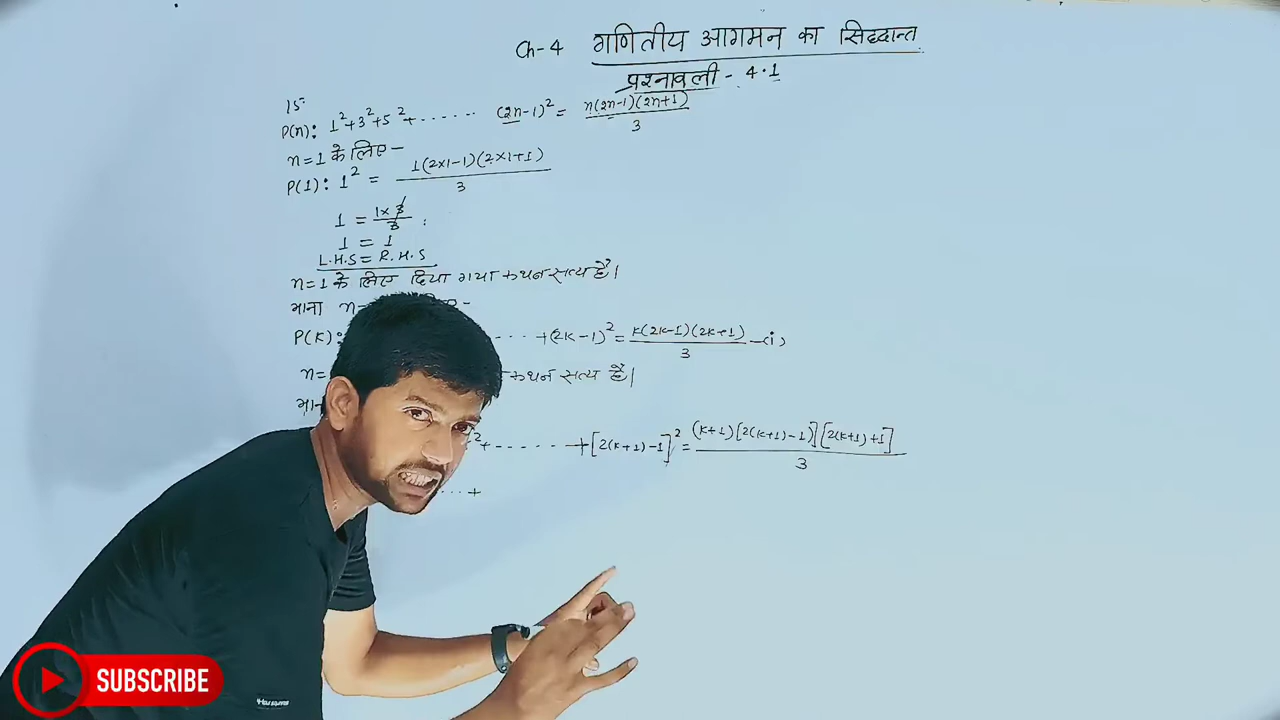 Ch-4 गणितीय आगमन का सिद्धान्त
प्रश्नावली - 4.1
15.
P(n): 1²+3²+5²+...... (2n-1)² = n(2n-1)(2n+1)/3
n=1 के लिए-
P(1): 1² = 1(2×1-1)(2×1+1)/3
1 = 1×3/3
1 = 1
L.H.S = R.H.S
n=1 के लिए दिया गया कथन सत्य है।
माना n=
P(K): ..... +(2K-1)² = K(2K-1)(2K+1)/3 -(i)
n= कथन सत्य है।
² +......+[2(K+1)-1]² = (K+1)[2(K+1)-1][2(K+1)+1]/3
...+
SUBSCRIBE